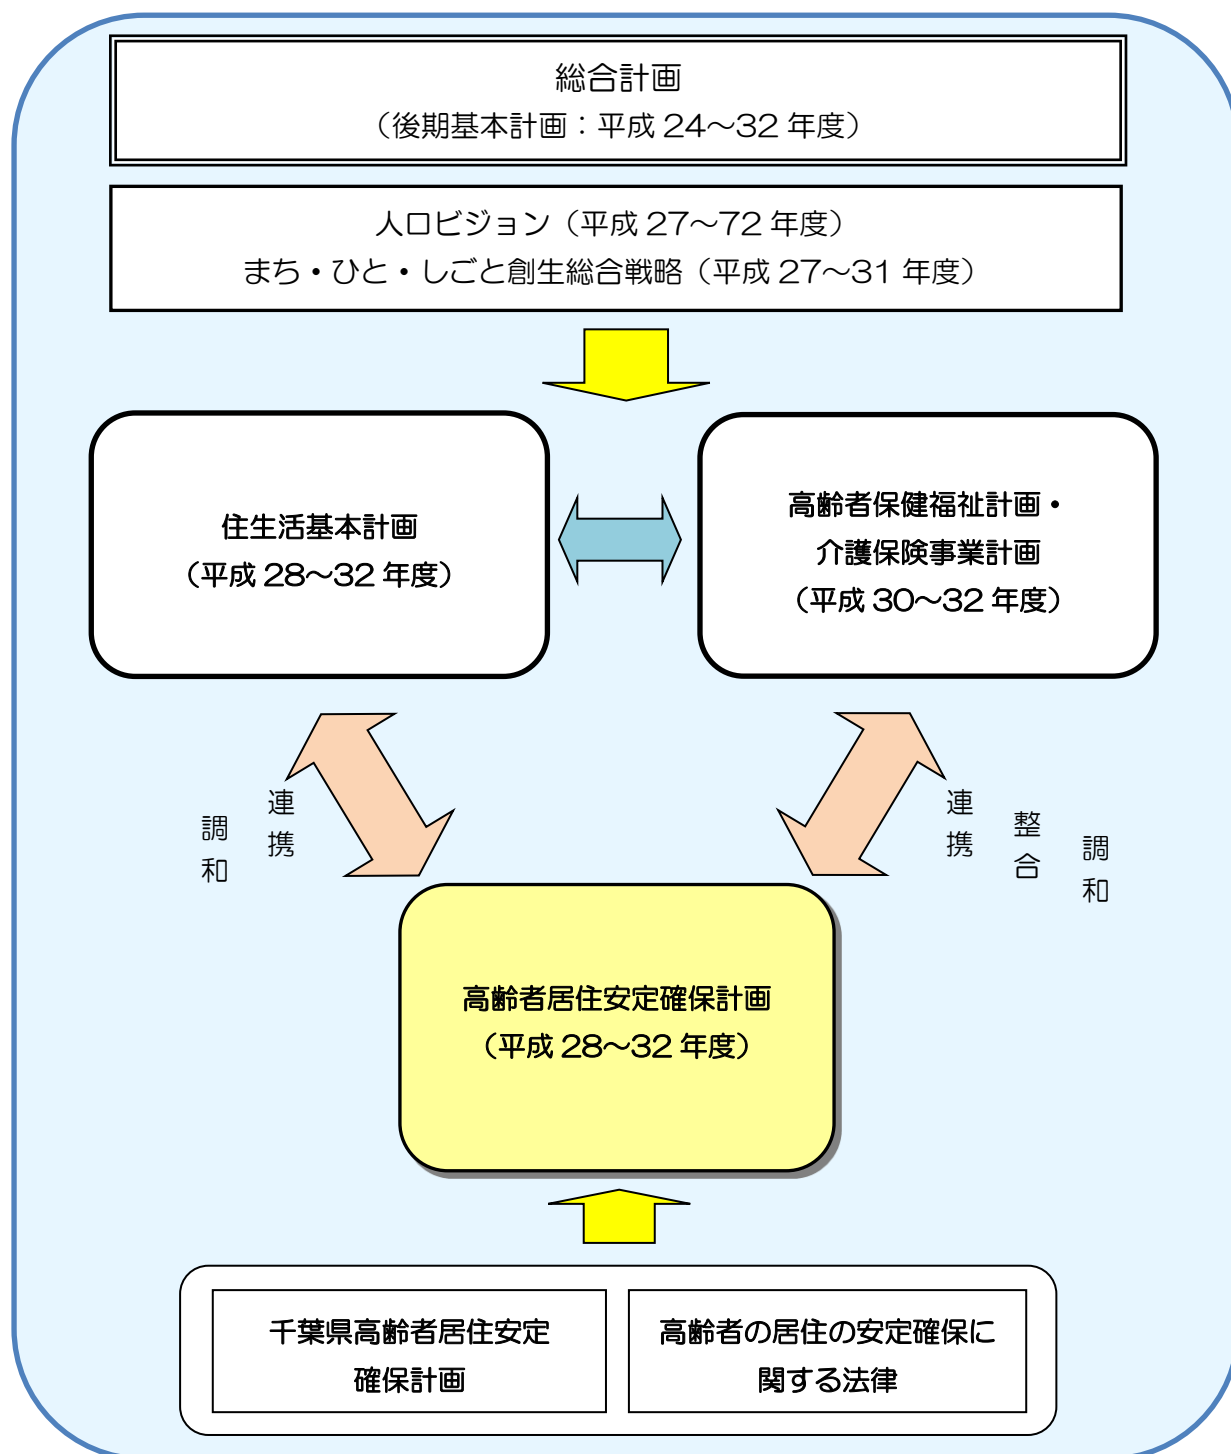 総合計画
（後期基本計画：平成 24～32 年度）
人口ビジョン（平成 27～72 年度）
まち・ひと・しごと創生総合戦略（平成 27～31 年度）
住生活基本計画
（平成 28～32 年度）
高齢者保健福祉計画・
介護保険事業計画
（平成 30～32 年度）
調和
連携
連携
整合
調和
高齢者居住安定確保計画
（平成 28～32 年度）
千葉県高齢者居住安定
確保計画
高齢者の居住の安定確保に
関する法律